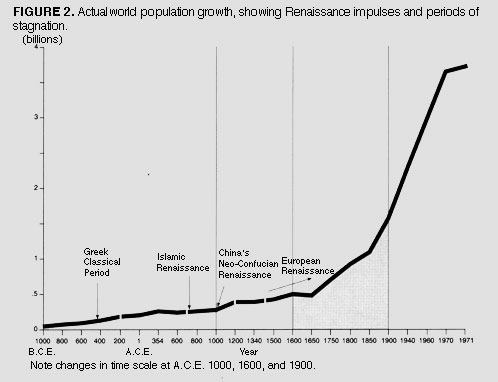 FIGURE 2. Actual world population growth, showing Renaissance impulses and periods of
stagnation.
(billions)
4
3
2
1
.5
0
Greek
Classical
Period
Islamic
Renaissance
China's
Neo-Confucian
Renaissance
European
Renaissance
1000 800 600 400 200 1 354 600 800 1000 1200 1340 1500 1600 1650 1750 1800 1850 1900 1940 1960 1970 1971
B.C.E. A.C.E. Year
Note changes in time scale at A.C.E. 1000, 1600, and 1900.